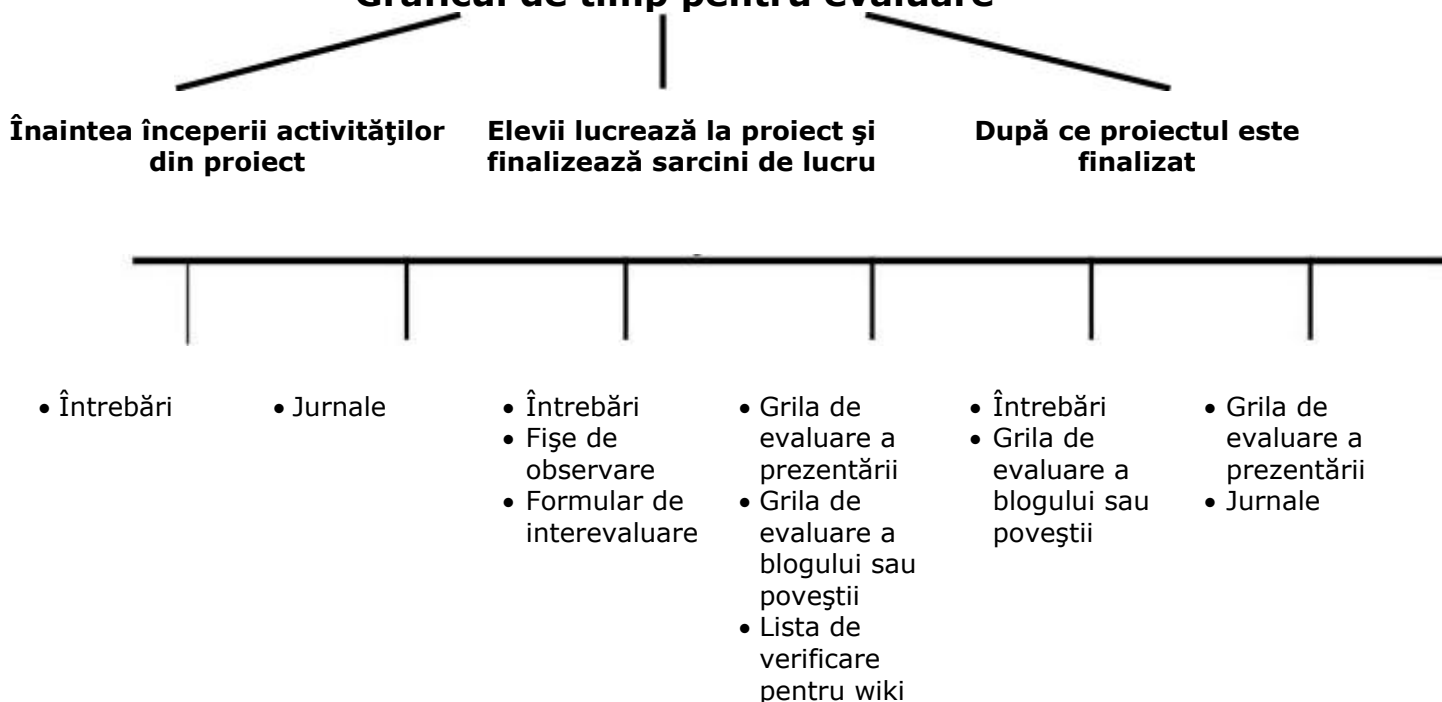 Graficul de timp pentru evaluare
Înaintea începerii activităţilor
din proiect
Elevii lucrează la proiect şi
finalizează sarcini de lucru
După ce proiectul este
finalizat
• Întrebări
• Jurnale
• Întrebări
• Fişe de
observare
• Formular de
interevaluare
• Grila de
evaluare a
prezentării
• Grila de
evaluare a
blogului sau
poveştii
• Lista de
verificare
pentru wiki
• Întrebări
• Grila de
evaluare a
blogului sau
poveştii
• Grila de
evaluare a
prezentării
• Jurnale